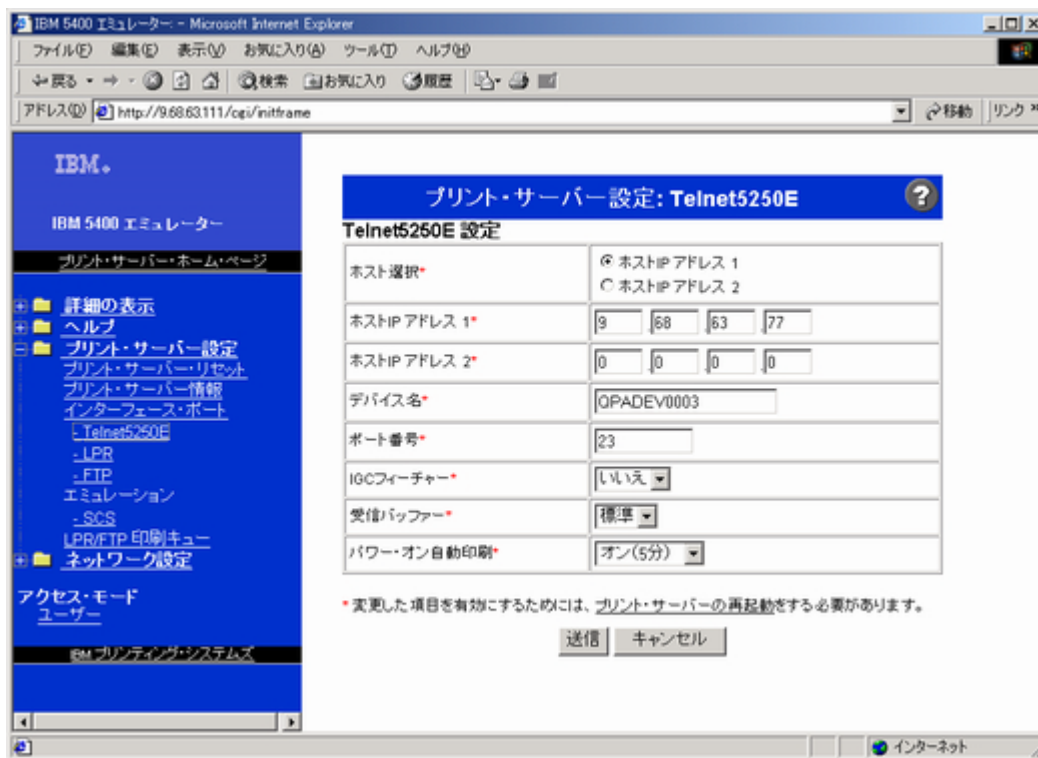 IBM 5400 エミュレーター: - Microsoft Internet Explorer
ファイル(F) 編集(E) 表示(V) お気に入り(A) ツール(T) ヘルプ(H)
戻る 検索 お気に入り 履歴
アドレス(D) http://9.68.63.111/cgi/initframe 移動 リンク »
IBM.
IBM 5400 エミュレーター
プリント・サーバー・ホーム・ページ
詳細の表示
ヘルプ
プリント・サーバー設定
プリント・サーバー・リセット
プリント・サーバー情報
インターフェース・ポート
- Telnet5250E
- LPR
- FTP
エミュレーション
- SCS
LPR/FTP 印刷キュー
ネットワーク設定
アクセス・モード
ユーザー
IBM プリンティング・システムズ
プリント・サーバー設定: Telnet5250E ?
Telnet5250E 設定
ホスト選択* ホストIP アドレス 1
ホストIP アドレス 2
ホストIP アドレス 1* 9 .68 .63 .77
ホストIP アドレス 2* 0 .0 .0 .0
デバイス名* QPADEV0003
ポート番号* 23
IGCフィーチャー* いいえ
受信バッファー* 標準
パワー・オン自動印刷* オン(5分)
* 変更した項目を有効にするためには、プリント・サーバーの再起動をする必要があります。
送信 キャンセル
インターネット